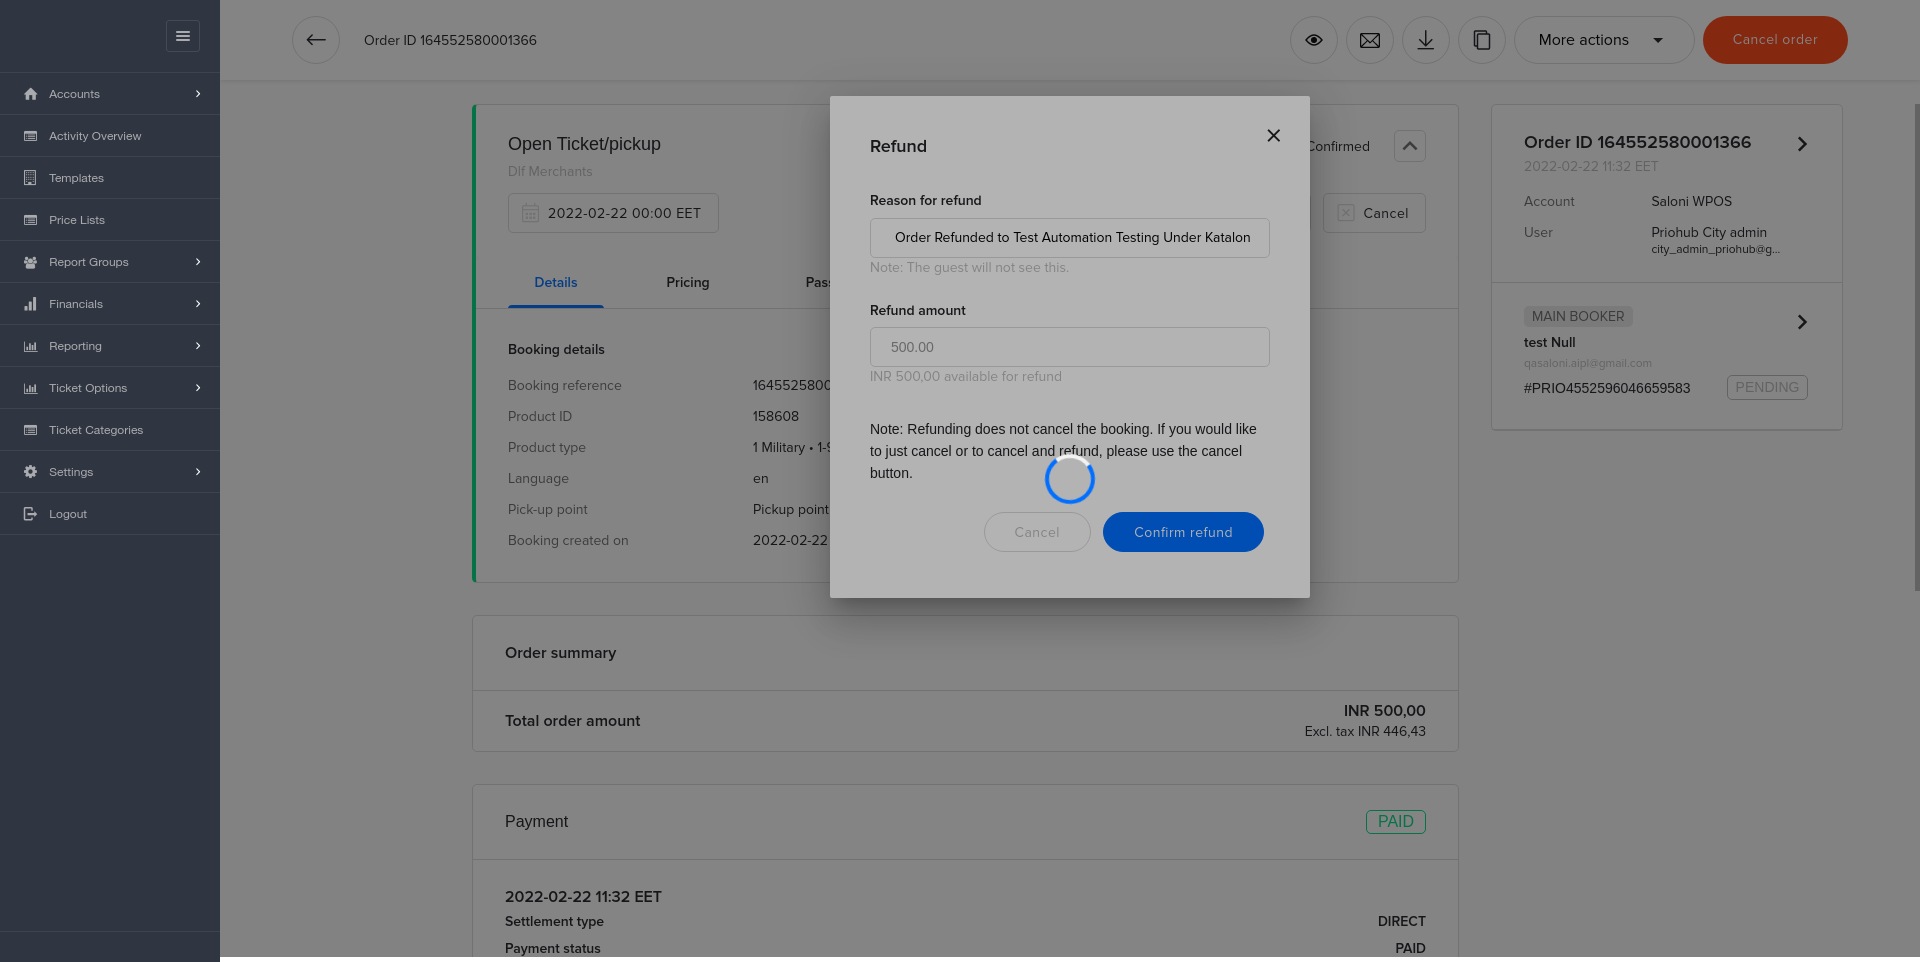 Order ID 164552580001366
More actions
Cancel order
Accounts
Activity Overview
Templates
Price Lists
Report Groups
Financials
Reporting
Ticket Options
Ticket Categories
Settings
Logout
Open Ticket/pickup
Dlf Merchants
2022-02-22 00:00 EET
Confirmed
Cancel
Details
Pricing
Booking details
Booking reference
1645525800
Product ID
158608
Product type
1 Military • 1-
Language
en
Pick-up point
Pickup point
Booking created on
2022-02-22
Refund
Reason for refund
Order Refunded to Test Automation Testing Under Katalon
Note: The guest will not see this.
Refund amount
500.00
INR 500,00 available for refund
Note: Refunding does not cancel the booking. If you would like
to just cancel or to cancel and refund, please use the cancel
button.
Cancel
Confirm refund
Order ID 164552580001366
2022-02-22 11:32 EET
Account
Saloni WPOS
User
Priohub City admin
city_admin_priohub@g...
MAIN BOOKER
test Null
qasaloni.aipl@gmail.com
#PRIO4552596046659583
PENDING
Order summary
Total order amount
INR 500,00
Excl. tax INR 446,43
Payment
PAID
2022-02-22 11:32 EET
Settlement type
DIRECT
Payment status
PAID